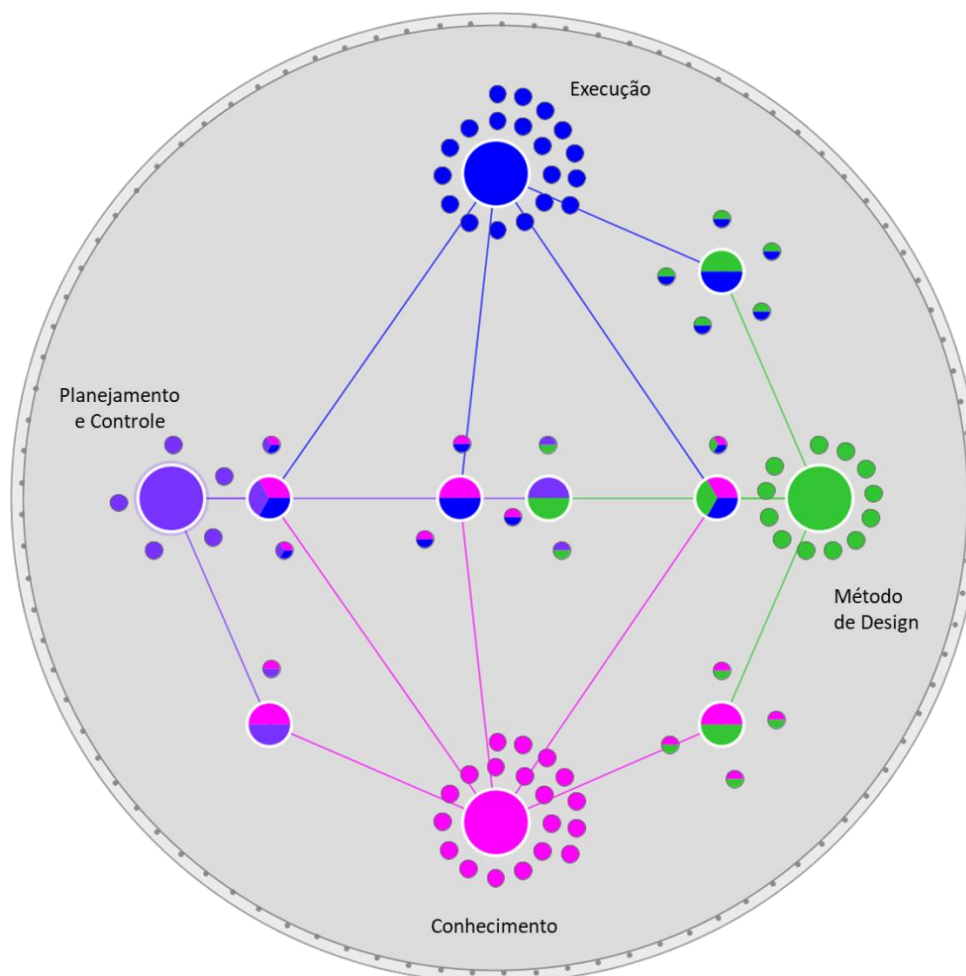 Execução
Planejamento
e Controle
Método
de Design
Conhecimento